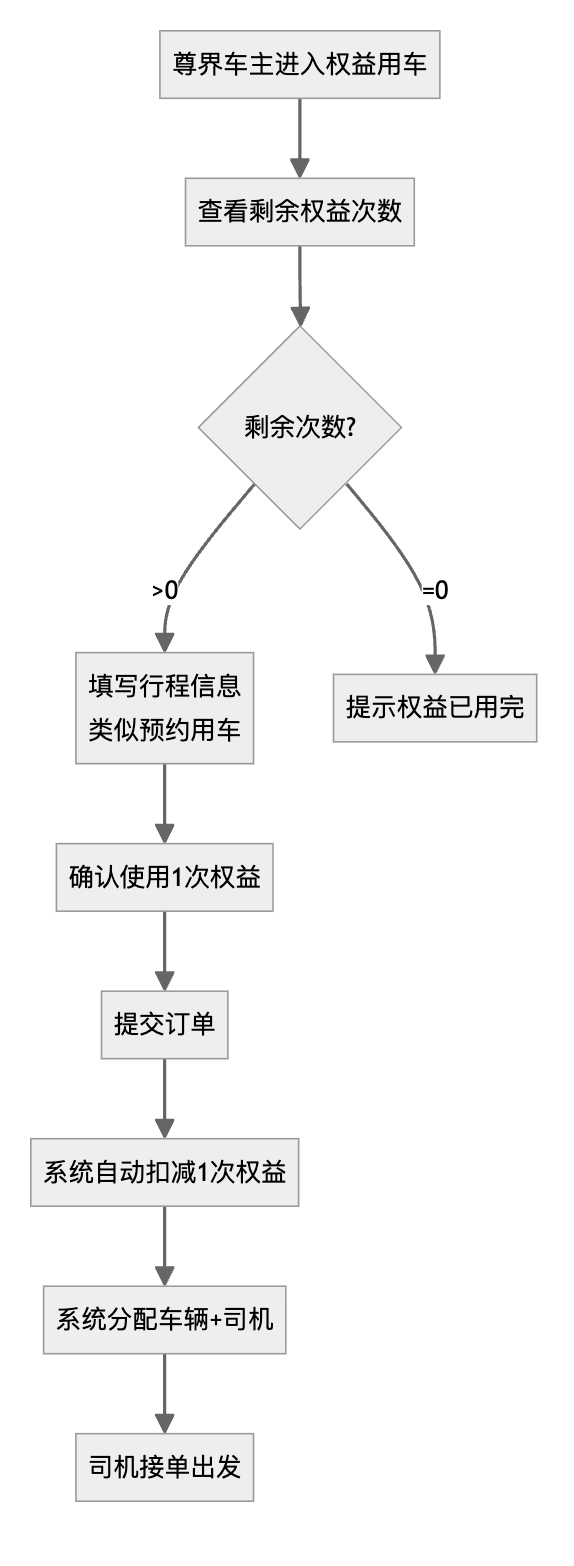 尊界车主进入权益用车
查看剩余权益次数
剩余次数?
>0
=0
填写行程信息
类似预约用车
提示权益已用完
确认使用1次权益
提交订单
系统自动扣减1次权益
系统分配车辆+司机
司机接单出发